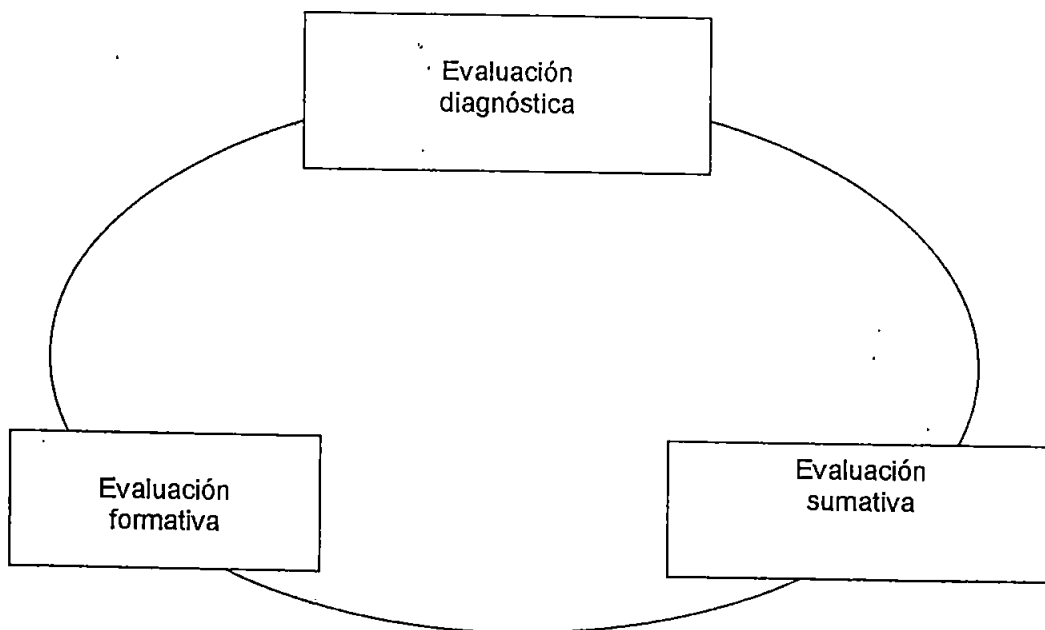 Evaluación
diagnóstica
Evaluación
formativa
Evaluación
sumativa